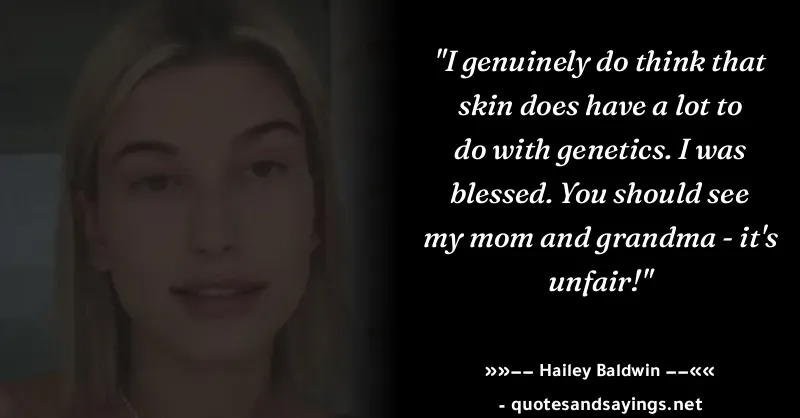 "I genuinely do think that
skin does have a lot to
do with genetics. I was
blessed. You should see
my mom and grandma - it's
unfair!"
»»—— Hailey Baldwin ——««
- quotesandsayings.net